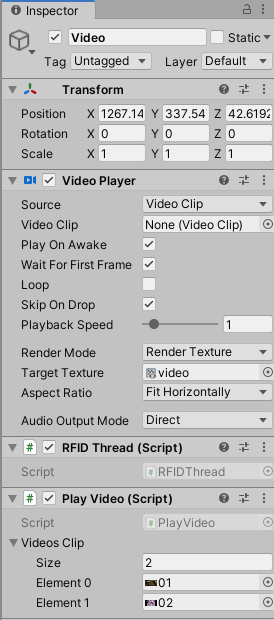 Inspector
Video
Static
Tag Untagged Layer Default
Transform
Position X 1267.14 Y 337.54 Z 42.6192
Rotation X 0 Y 0 Z 0
Scale X 1 Y 1 Z 1
Video Player
Source Video Clip
Video Clip None (Video Clip)
Play On Awake
Wait For First Frame
Loop
Skip On Drop
Playback Speed 1
Render Mode Render Texture
Target Texture video
Aspect Ratio Fit Horizontally
Audio Output Mode Direct
# RFID Thread (Script)
Script # RFIDThread
# Play Video (Script)
Script # PlayVideo
Videos Clip
Size 2
Element 0 01
Element 1 02